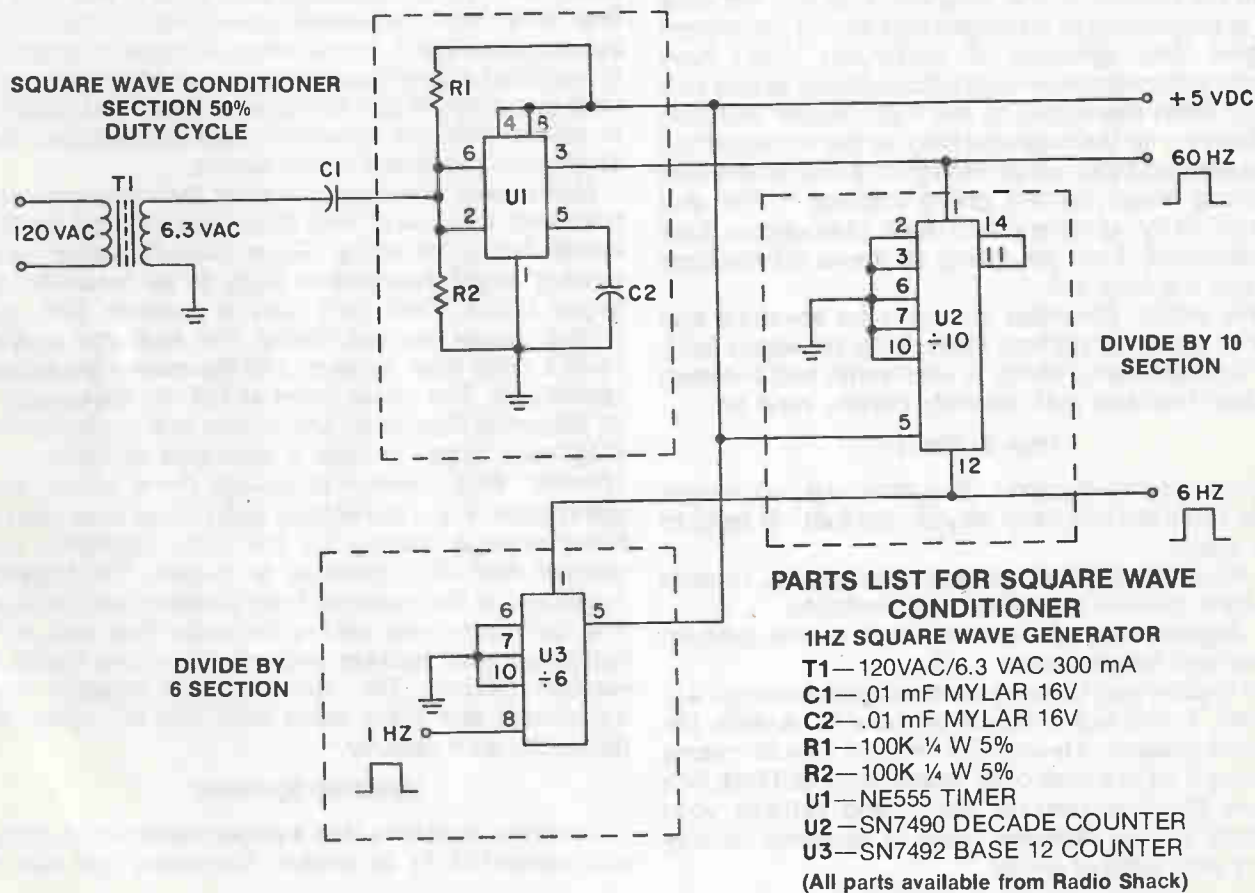 SQUARE WAVE CONDITIONER
SECTION 50%
DUTY CYCLE
T1
120 VAC
6.3 VAC
C1
R1
4 8
6
3
U1
2
5
R2
1
C2
+5 VDC
60 HZ
1
2
14
3
11
6
7
U2
÷10
10
5
12
DIVIDE BY 10
SECTION
6 HZ
DIVIDE BY
6 SECTION
1
6
5
7
U3
÷6
10
8
1 HZ
PARTS LIST FOR SQUARE WAVE
CONDITIONER
1HZ SQUARE WAVE GENERATOR
T1—120VAC/6.3 VAC 300 mA
C1—.01 mF MYLAR 16V
C2—.01 mF MYLAR 16V
R1—100K ¼ W 5%
R2—100K ¼ W 5%
U1—NE555 TIMER
U2—SN7490 DECADE COUNTER
U3—SN7492 BASE 12 COUNTER
(All parts available from Radio Shack)